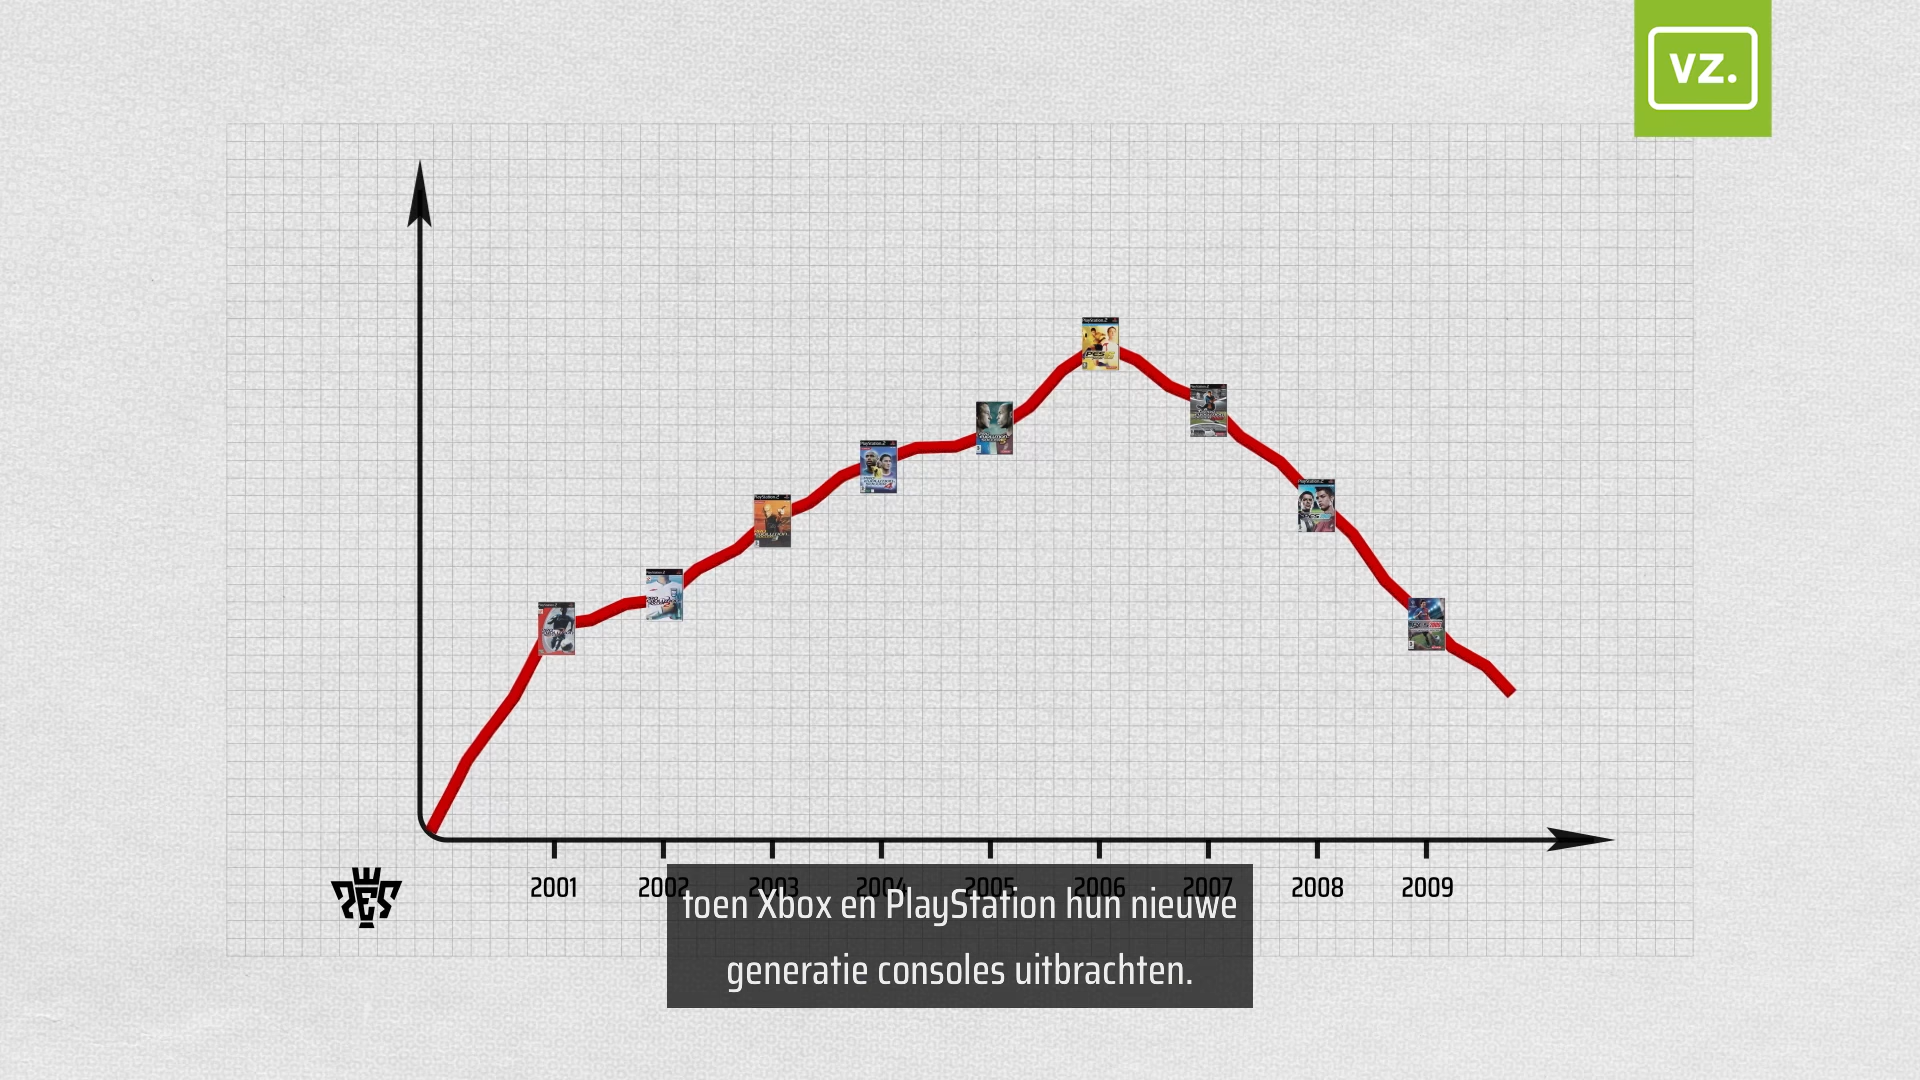 VZ.
PES
2001 2002 2003 2004 2005 2006 2007 2008 2009
toen Xbox en PlayStation hun nieuwe
generatie consoles uitbrachten.